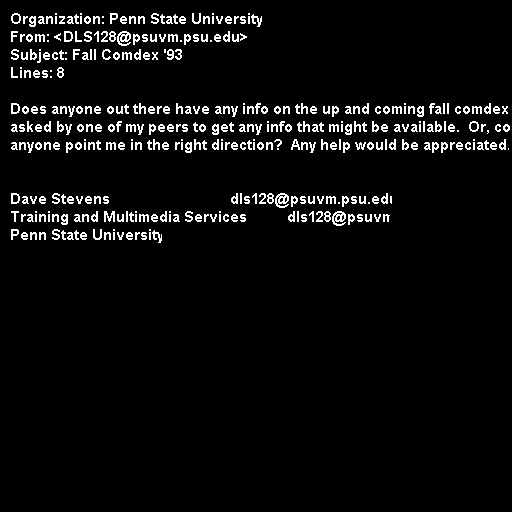 Organization: Penn State University
From: <DLS128@psuvm.psu.edu>
Subject: Fall Comdex '93
Lines: 8
Does anyone out there have any info on the up and coming fall comdex
asked by one of my peers to get any info that might be available.  Or,
anyone point me in the right direction?  Any help would be appreciated.
Dave Stevens dls128@psuvm.psu.edu
Training and Multimedia Services dls128@psuvm
Penn State University